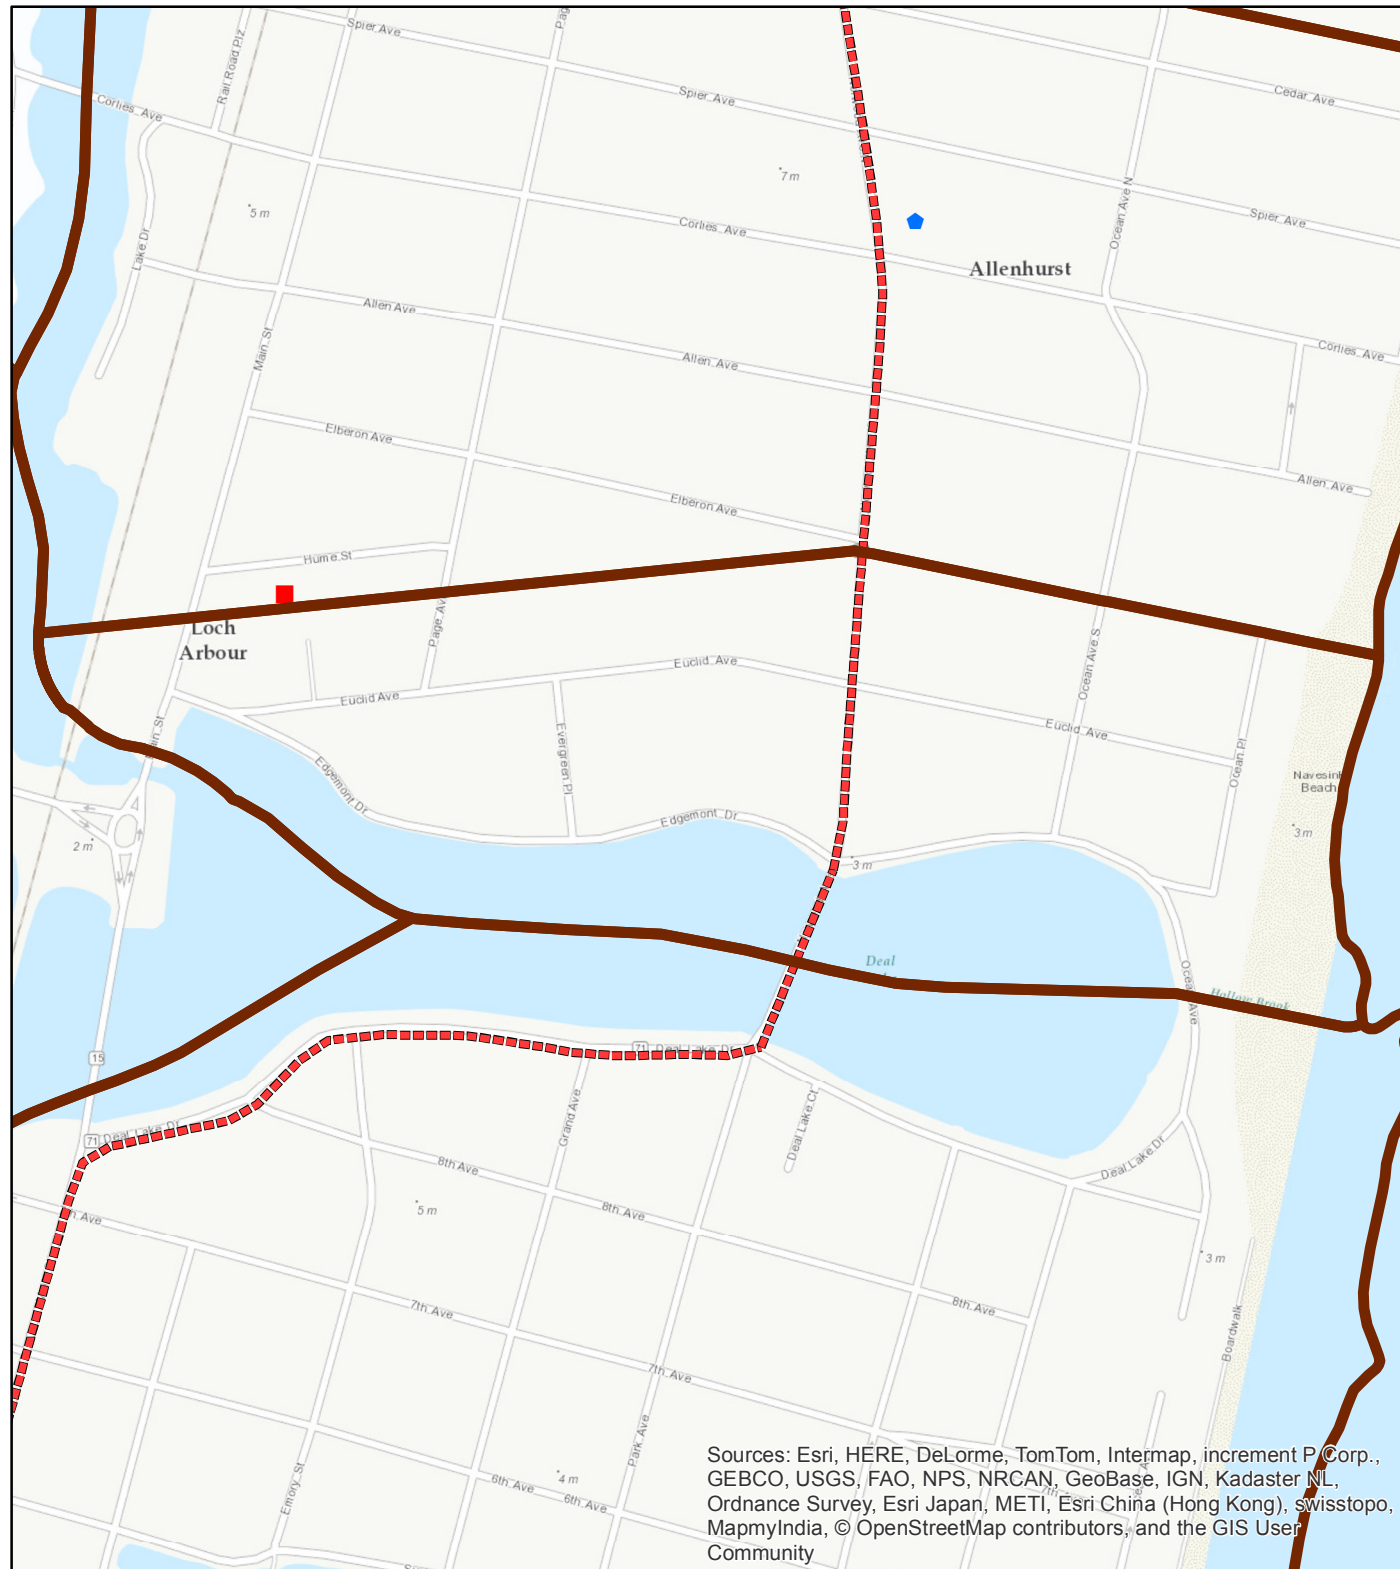 Spier Ave
Pag
Rail Road Plz
Corlies Ave
Spier Ave
Cedar Ave
7 m
5 m
Ocean Ave N
Spier Ave
Corlies Ave
Lake Dr
Allenhurst
Allen Ave
Main St
Allen Ave
Corlies Ave
Elberon Ave
Allen Ave
Elberon Ave
Hume St
Page Av
Loch
Arbour
Ocean Ave S
Euclid Ave
Euclid Ave
Euclid Ave
Evergreen Pl
Ocean Pl
Edgemont Dr
Navesin
Beach
Edgemont Dr
3 m
2 m
3 m
Deal
Hollow Brook
Ocean Ave
71
Deal Lake Dr
15
Grand Ave
Deal Lake Ct
71
Deal Lake Dr
Deal Lake Dr
8th Ave
8th Ave
5 m
h Ave
3 m
8th Ave
7th Ave
Boardwalk
7th Ave
Park Ave
4 m
6th Ave
6th Ave
Emory St
7th Av
Sources: Esri, HERE, DeLorme, TomTom, Intermap, increment P Corp.,
GEBCO, USGS, FAO, NPS, NRCAN, GeoBase, IGN, Kadaster NL,
Ordnance Survey, Esri Japan, METI, Esri China (Hong Kong), swisstopo,
MapmyIndia, © OpenStreetMap contributors, and the GIS User
Community